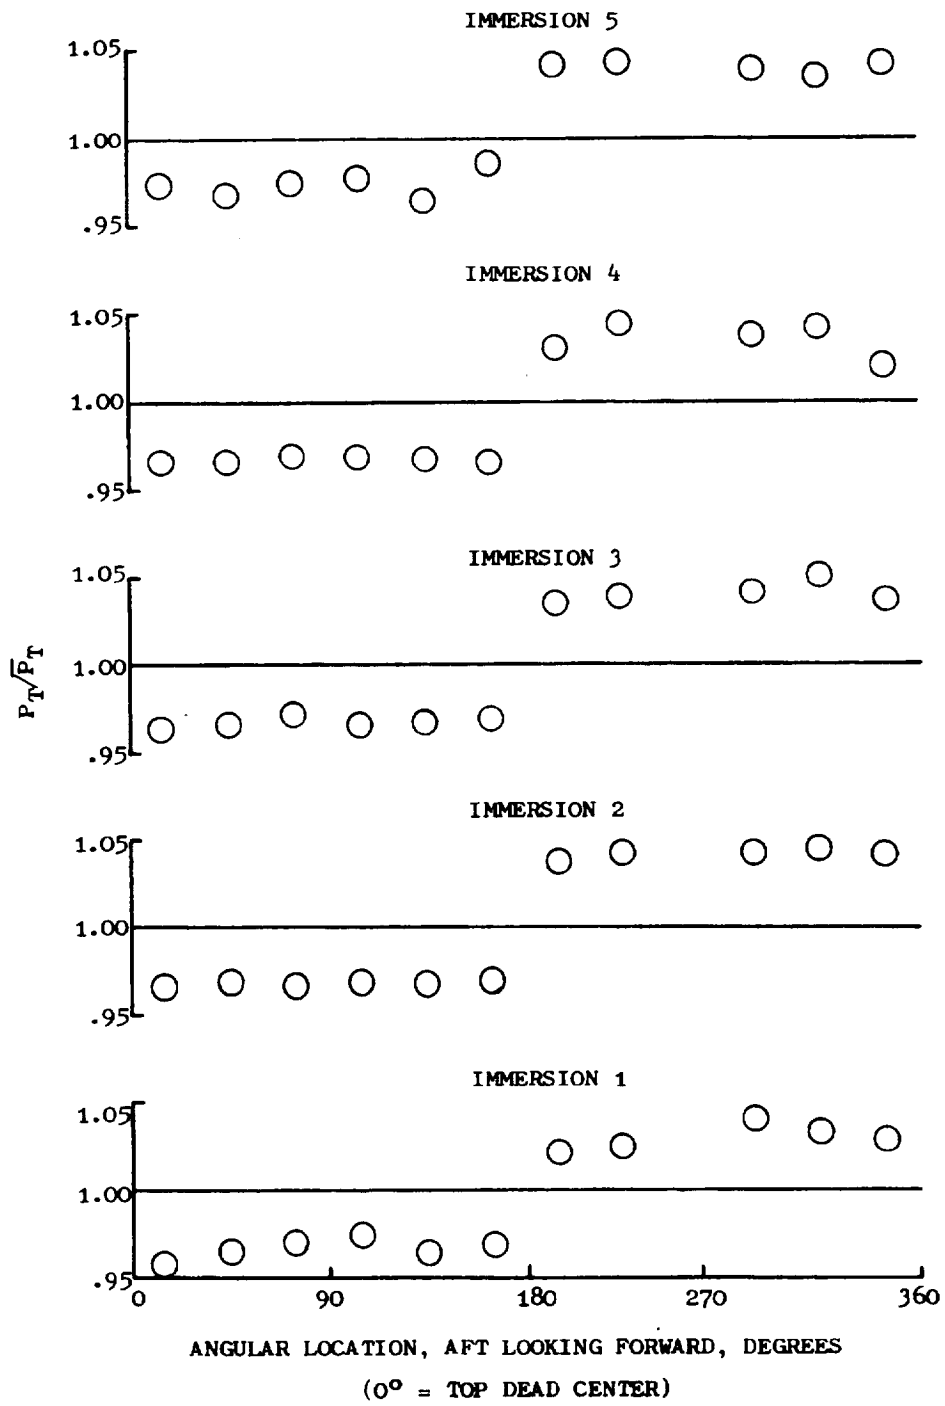 IMMERSION 5
1.05
1.00
.95
IMMERSION 4
1.05
1.00
.95
IMMERSION 3
1.05
1.00
.95
P_T/P̄_T
IMMERSION 2
1.05
1.00
.95
IMMERSION 1
1.05
1.00
.95
0 90 180 270 360
ANGULAR LOCATION, AFT LOOKING FORWARD, DEGREES
(0° = TOP DEAD CENTER)